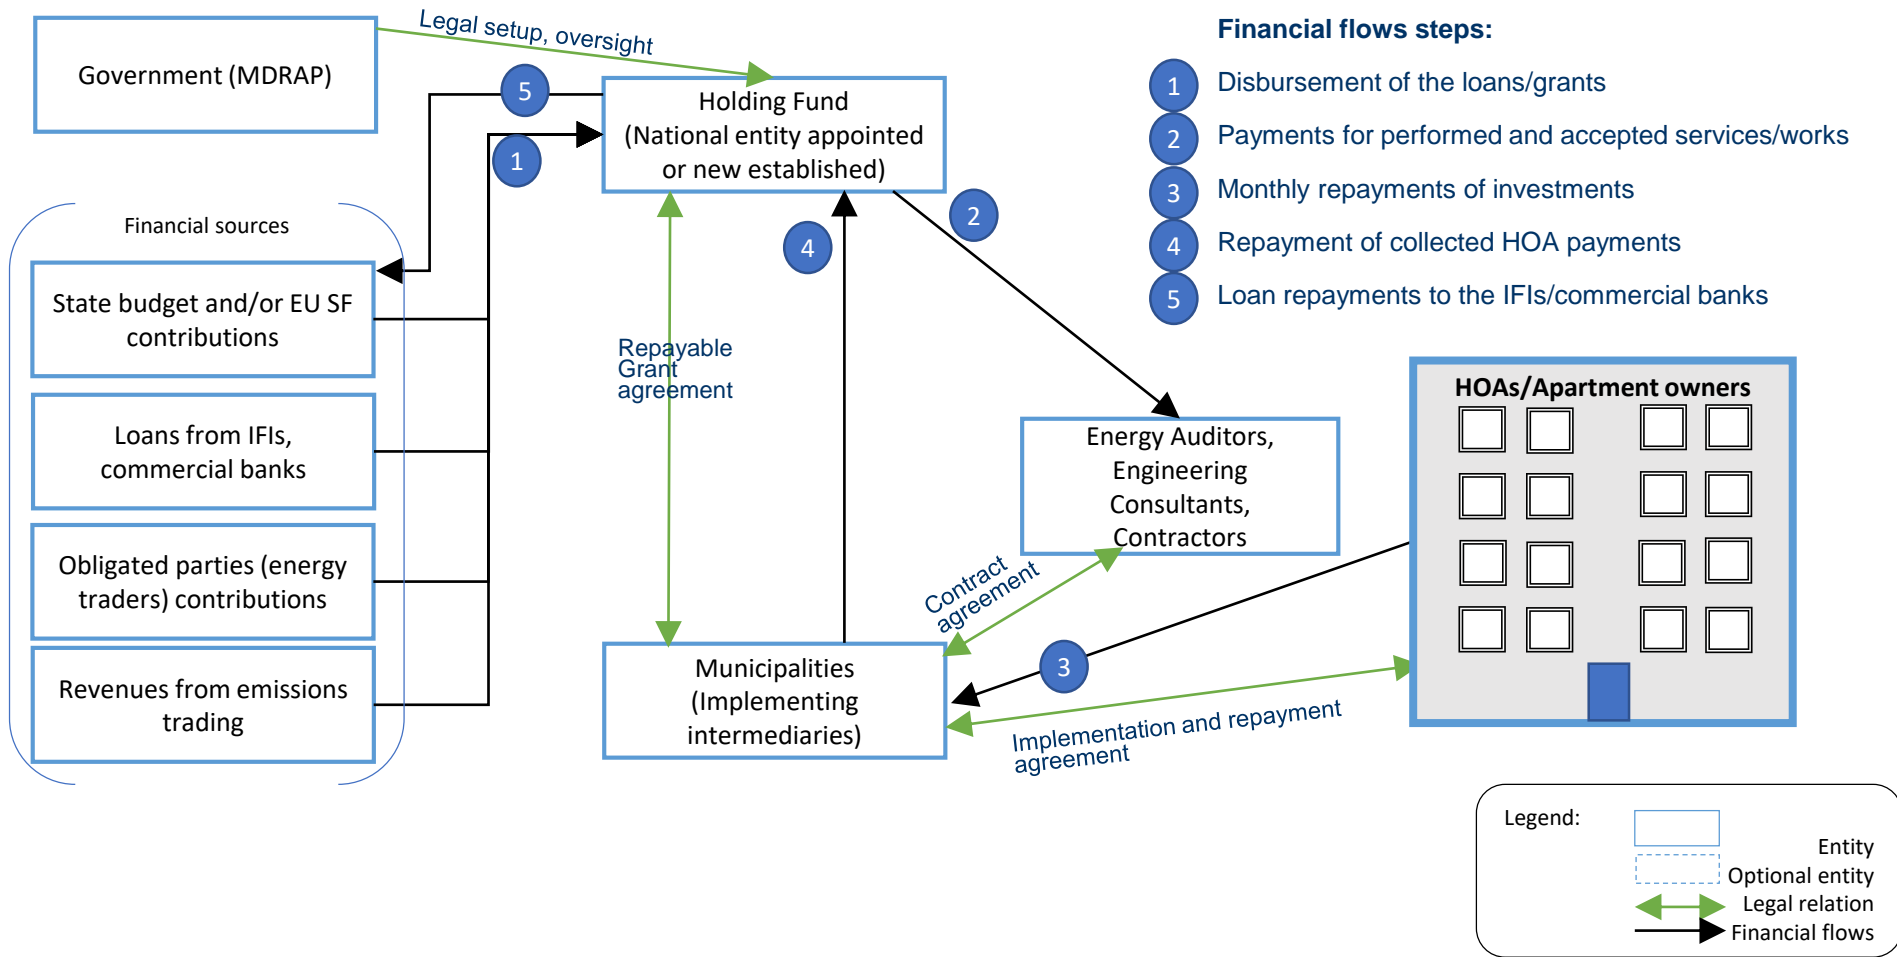 Legal setup, oversight
Government (MDRAP)
5
Holding Fund
(National entity appointed
or new established)
1
Financial flows steps:
1 Disbursement of the loans/grants
2 Payments for performed and accepted services/works
3 Monthly repayments of investments
4 Repayment of collected HOA payments
5 Loan repayments to the IFIs/commercial banks
Financial sources
State budget and/or EU SF
contributions
Loans from IFIs,
commercial banks
Obligated parties (energy
traders) contributions
Revenues from emissions
trading
4
2
Repayable
Grant
agreement
Energy Auditors,
Engineering
Consultants,
Contractors
HOAs/Apartment owners
Contract
agreement
3
Municipalities
(Implementing
intermediaries)
Implementation and repayment
agreement
Legend:
Entity
Optional entity
Legal relation
Financial flows